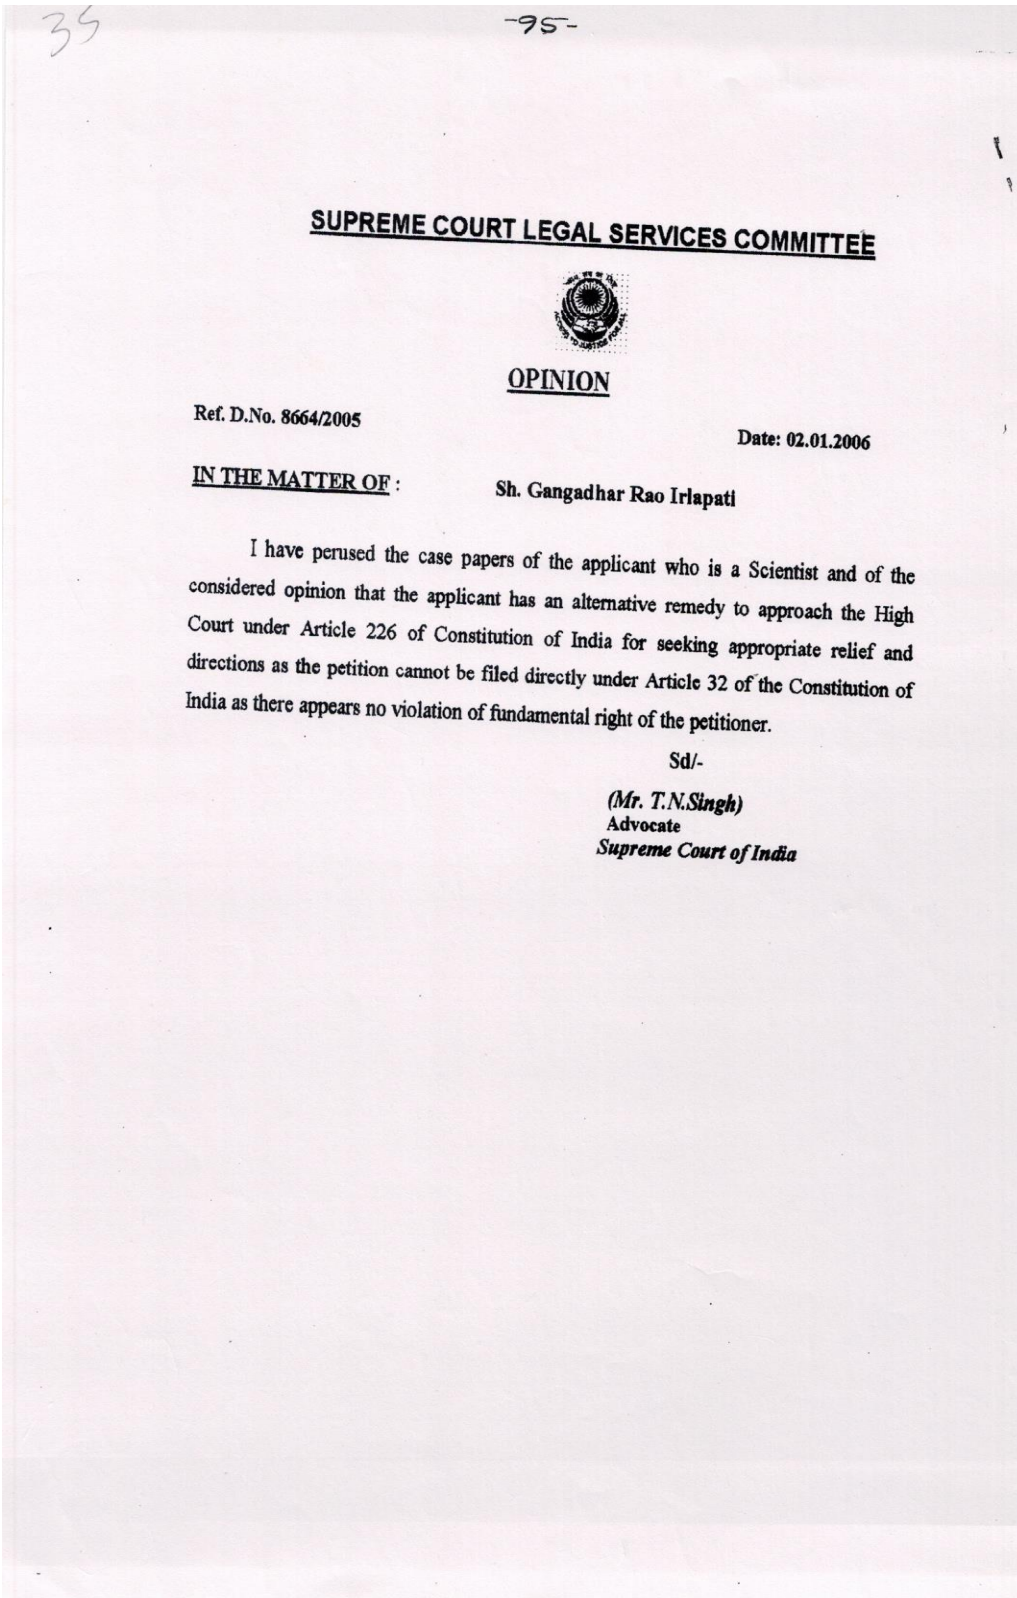 35
-95-
SUPREME COURT LEGAL SERVICES COMMITTEE
ACCESS TO JUSTICE FOR ALL
OPINION
Ref. D.No. 8664/2005
Date: 02.01.2006
IN THE MATTER OF :
Sh. Gangadhar Rao Irlapati
I have perused the case papers of the applicant who is a Scientist and of the
considered opinion that the applicant has an alternative remedy to approach the High
Court under Article 226 of Constitution of India for seeking appropriate relief and
directions as the petition cannot be filed directly under Article 32 of the Constitution of
India as there appears no violation of fundamental right of the petitioner.
Sd/-
(Mr. T.N.Singh)
Advocate
Supreme Court of India